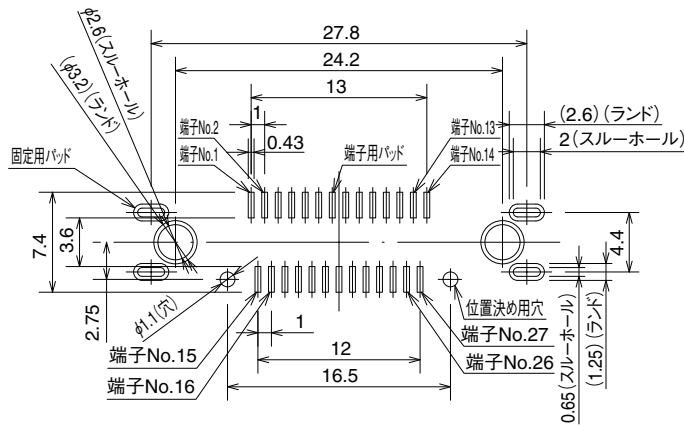 φ2.6(スルーホール)
(φ3.2)(ランド)
27.8
24.2
13
1
0.43
端子No.2
端子No.1
固定用パッド
端子用パッド
端子No.13
端子No.14
(2.6)(ランド)
2(スルーホール)
7.4
3.6
2.75
4.4
φ1.1(穴)
1
位置決め用穴
端子No.15
端子No.16
12
16.5
端子No.27
端子No.26
0.65(スルーホール)
(1.25)(ランド)